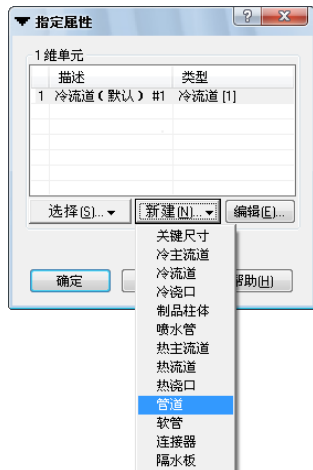 指定属性
1维单元
描述 类型
1 冷流道(默认) #1 冷流道 [1]
选择(S)... 新建(N)... 编辑(E)...
关键尺寸
冷主流道
冷流道
冷浇口
确定 帮助(H)
制品柱体
喷水管
热主流道
热流道
热浇口
管道
软管
连接器
隔水板